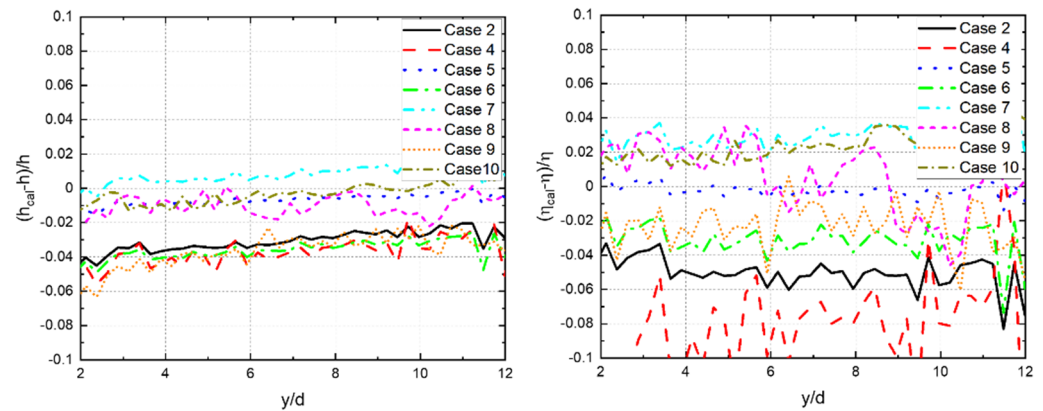 0.1
0.08
0.06
0.04
0.02
0
-0.02
-0.04
-0.06
-0.08
-0.1
(h_cal-h)/h
2 4 6 8 10 12
y/d
Case 2
Case 4
Case 5
Case 6
Case 7
Case 8
Case 9
Case10
0.1
0.08
0.06
0.04
0.02
0
-0.02
-0.04
-0.06
-0.08
-0.1
(η_cal-η)/η
2 4 6 8 10 12
y/d
Case 2
Case 4
Case 5
Case 6
Case 7
Case 8
Case 9
Case 10